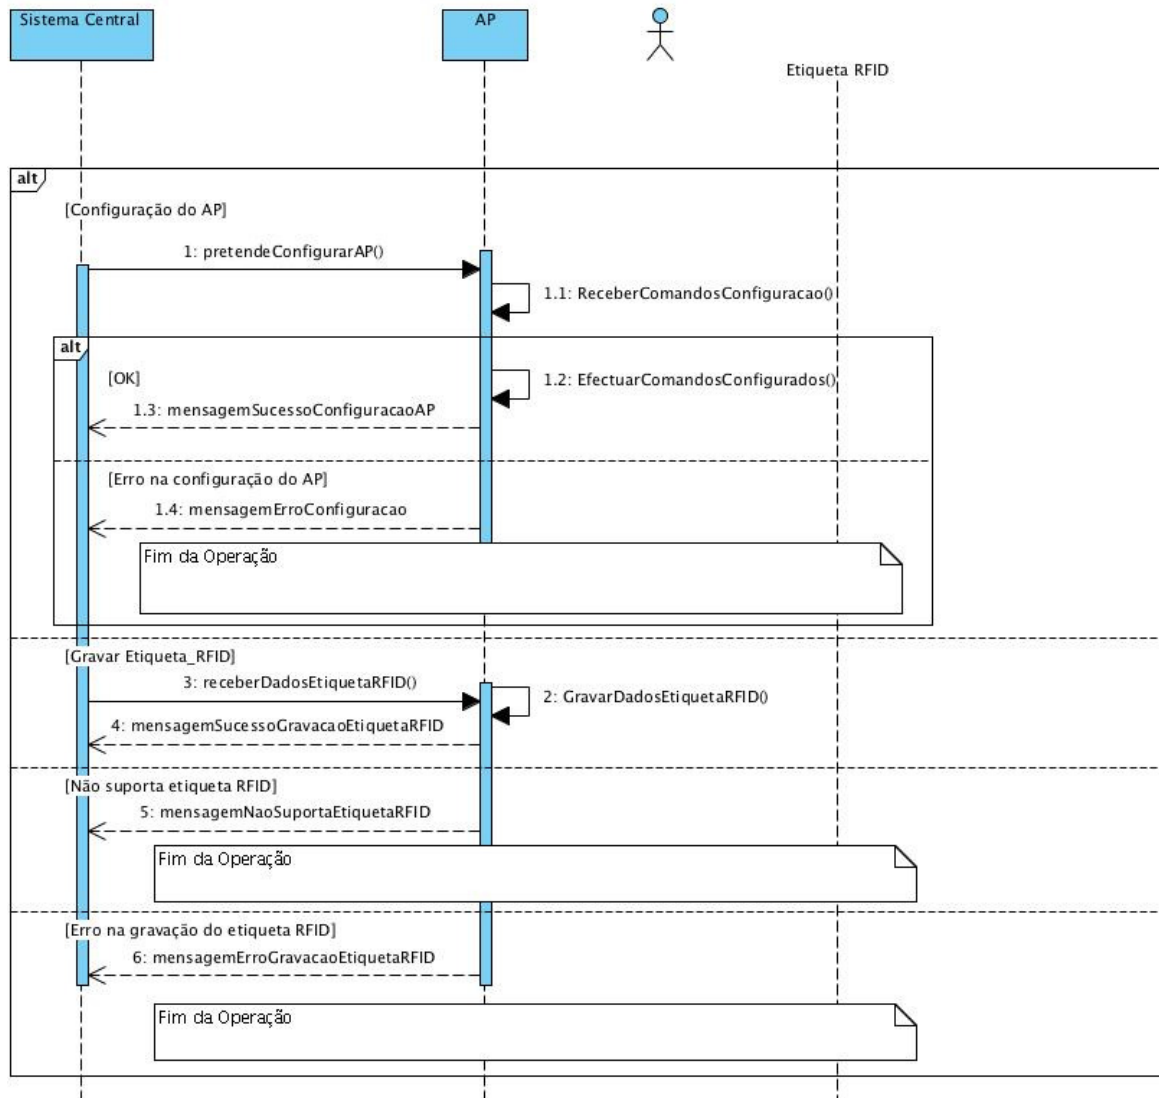 Sistema Central
AP
Etiqueta RFID
alt
[Configuração do AP]
1: pretendeConfigurarAP()
1.1: ReceberComandosConfiguracao()
alt
[OK]
1.2: EfectuarComandosConfigurados()
1.3: mensagemSucessoConfiguracaoAP
[Erro na configuração do AP]
1.4: mensagemErroConfiguracao
Fim da Operação
[Gravar Etiqueta_RFID]
3: receberDadosEtiquetaRFID()
2: GravarDadosEtiquetaRFID()
4: mensagemSucessoGravacaoEtiquetaRFID
[Não suporta etiqueta RFID]
5: mensagemNaoSuportaEtiquetaRFID
Fim da Operação
[Erro na gravação do etiqueta RFID]
6: mensagemErroGravacaoEtiquetaRFID
Fim da Operação